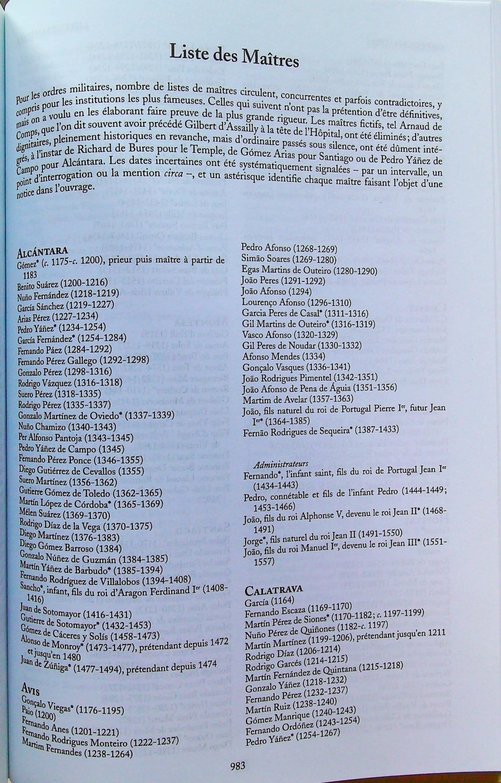 Liste des Maîtres
Pour les ordres militaires, nombre de listes de maîtres circulent, concurrentes et parfois contradictoires, y
compris pour les institutions les plus fameuses. Celles qui suivent n'ont pas la prétention d'être définitives,
mais on a voulu en les élaborant faire preuve de la plus grande rigueur. Les maîtres fictifs, tel Arnaud de
Comps, que l'on dit souvent avoir précédé Gilbert d'Assailly à la tête de l'Hôpital, ont été éliminés ; d'autres
dignitaires, pleinement historiques en revanche, mais d'ordinaire passés sous silence, ont été dûment inté-
grés, à l'instar de Richard de Bures pour le Temple, de Gómez Arias pour Santiago ou de Pedro Yáñez de
Campo pour Alcántara. Les dates incertaines ont été systématiquement signalées – par un intervalle, un
point d'interrogation ou la mention circa –, et un astérisque identifie chaque maître faisant l'objet d'une
notice dans l'ouvrage.
ALCÁNTARA
Gómez* (c. 1175-c. 1200), prieur puis maître à partir de
1183
Benito Suárez (1200-1216)
Nuño Fernández (1218-1219)
García Sánchez (1219-1227)
Arias Pérez (1227-1234)
Pedro Yáñez* (1234-1254)
García Fernández* (1254-1284)
Fernando Páez (1284-1292)
Fernando Pérez Gallego (1292-1298)
Gonzalo Pérez (1298-1316)
Rodrigo Vázquez (1316-1318)
Suero Pérez (1318-1335)
Rodrigo Pérez (1335-1337)
Gonzalo Martínez de Oviedo* (1337-1339)
Nuño Chamizo (1340-1343)
Per Alfonso Pantoja (1343-1345)
Pedro Yáñez de Campo (1345)
Fernando Pérez Ponce (1346-1355)
Diego Gutiérrez de Cevallos (1355)
Suero Martínez (1356-1362)
Gutierre Gómez de Toledo (1362-1365)
Martín López de Córdoba* (1365-1369)
Mélen Suárez (1369-1370)
Rodrigo Díaz de la Vega (1370-1375)
Diego Martínez (1376-1383)
Diego Gómez Barroso (1384)
Gonzalo Núñez de Guzmán (1384-1385)
Martín Yáñez de Barbudo* (1385-1394)
Fernando Rodríguez de Villalobos (1394-1408)
Sancho*, infant, fils du roi d'Aragon Ferdinand Ier (1408-
1416)
Juan de Sotomayor (1416-1431)
Gutierre de Sotomayor* (1432-1453)
Gómez de Cáceres y Solís (1458-1473)
Alonso de Monroy* (1473-1477), prétendant depuis 1472
et jusqu'en 1480
Juan de Zúñiga* (1477-1494), prétendant depuis 1474
AVIS
Gonçalo Viegas* (1176-1195)
Paio (1200)
Fernando Anes (1201-1221)
Fernando Rodrigues Monteiro (1222-1237)
Martim Fernandes (1238-1264)
Pedro Afonso (1268-1269)
Simão Soares (1269-1280)
Egas Martins de Outeiro (1280-1290)
João Peres (1291-1292)
João Afonso (1294)
Lourenço Afonso (1296-1310)
Garcia Peres de Casal* (1311-1316)
Gil Martins de Outeiro* (1316-1319)
Vasco Afonso (1320-1329)
Gil Peres de Noudar (1330-1332)
Afonso Mendes (1334)
Gonçalo Vasques (1336-1341)
João Rodrigues Pimentel (1342-1351)
João Afonso de Pena de Água (1351-1356)
Martim de Avelar (1357-1363)
João, fils naturel du roi de Portugal Pierre Ier, futur Jean
Ier* (1364-1385)
Fernão Rodrigues de Sequeira* (1387-1433)
Administrateurs
Fernando*, l'infant saint, fils du roi de Portugal Jean Ier
(1434-1443)
Pedro, connétable et fils de l'infant Pedro (1444-1449 ;
1453-1466)
João, fils du roi Alphonse V, devenu le roi Jean II* (1468-
1491)
Jorge*, fils naturel du roi Jean II (1491-1550)
João, fils du roi Manuel Ier, devenu le roi Jean III* (1551-
1557)
CALATRAVA
García (1164)
Fernando Escaza (1169-1170)
Martín Pérez de Siones* (1170-1182 ; c. 1197-1199)
Nuño Pérez de Quiñones (1182-c. 1197)
Martín Martínez (1199-1206), prétendant jusqu'en 1211
Rodrigo Díaz (1206-1214)
Rodrigo Garcés (1214-1215)
Martín Fernández de Quintana (1215-1218)
Gonzalo Yáñez (1218-1232)
Fernando Pérez (1232-1237)
Martín Ruiz (1238-1240)
Gómez Manrique (1240-1243)
Fernando Ordóñez (1243-1254)
Pedro Yáñez* (1254-1267)
983